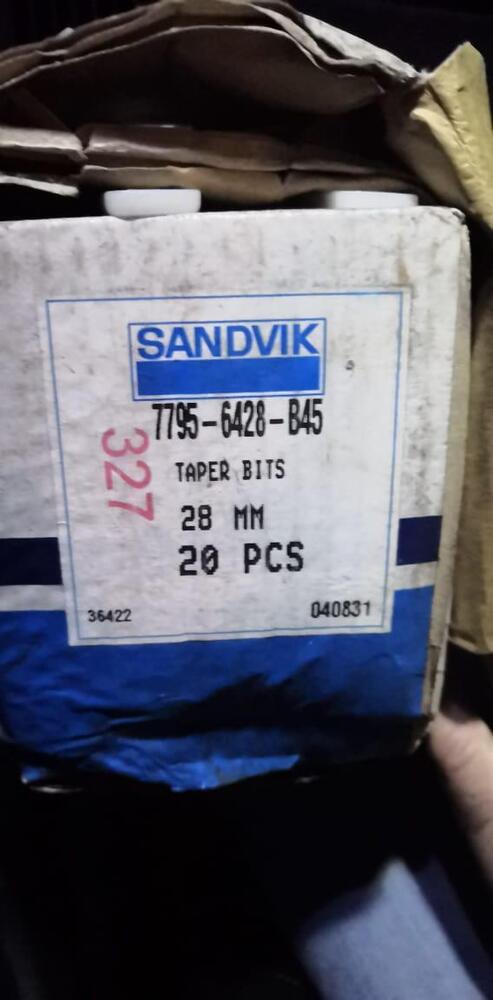 SANDVIK
7795-6428-B45
327
TAPER BITS
28 MM
20 PCS
36422
040831